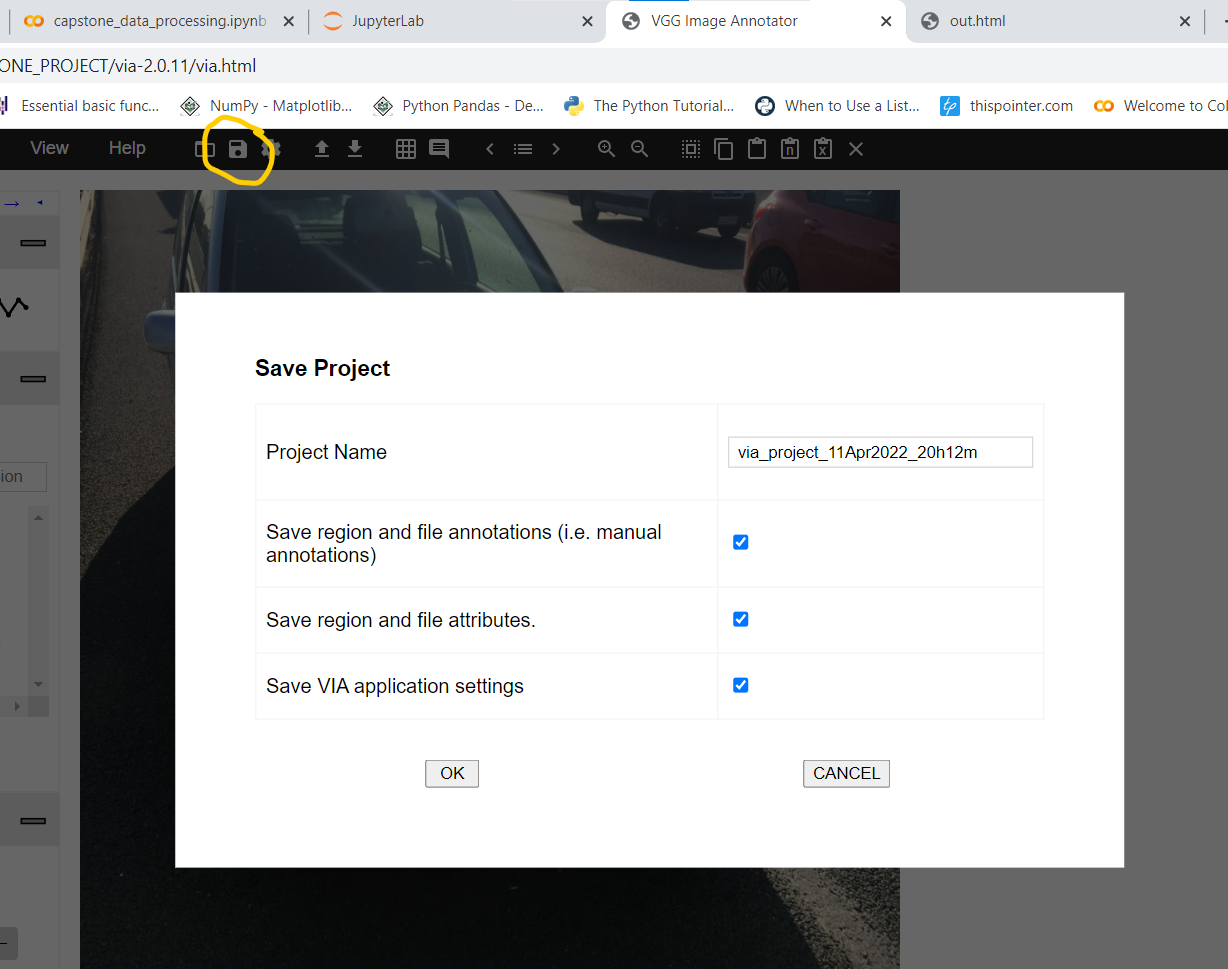 capstone_data_processing.ipynb
JupyterLab
VGG Image Annotator
out.html
ONE_PROJECT/via-2.0.11/via.html
Essential basic func...
NumPy - Matplotlib...
Python Pandas - De...
The Python Tutorial...
When to Use a List...
tp
thispointer.com
Welcome to Col
View
Help
n
x
ion
Save Project
Project Name
via_project_11Apr2022_20h12m
Save region and file annotations (i.e. manual
annotations)
Save region and file attributes.
Save VIA application settings
OK
CANCEL